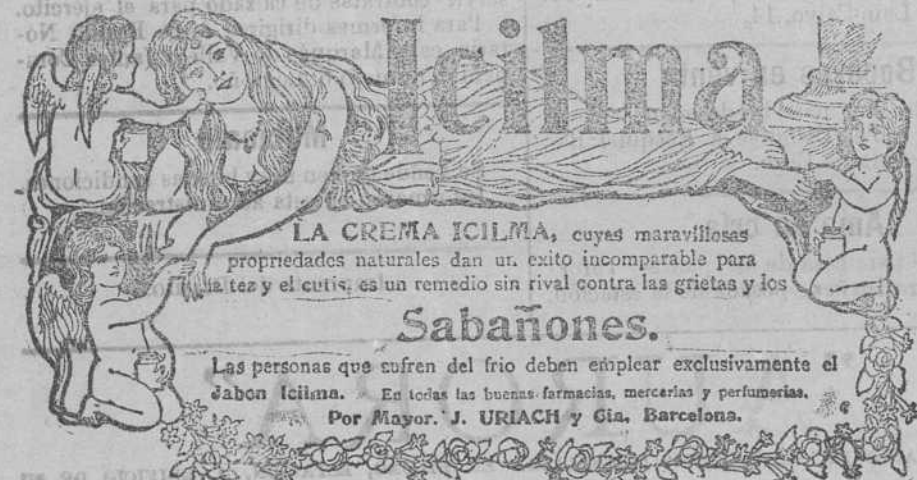 Icilma
LA CREMA ICILMA, cuyas maravillosas
propriedades naturales dan un exito incomparable para
la tez y el cutis, es un remedio sin rival contra las grietas y los
Sabañones.
Las personas que sufren del frio deben emplear exclusivamente el
Jabon Icilma. En todas las buenas farmacias, mercerias y perfumerias.
Por Mayor. J. URIACH y Cia. Barcelona.